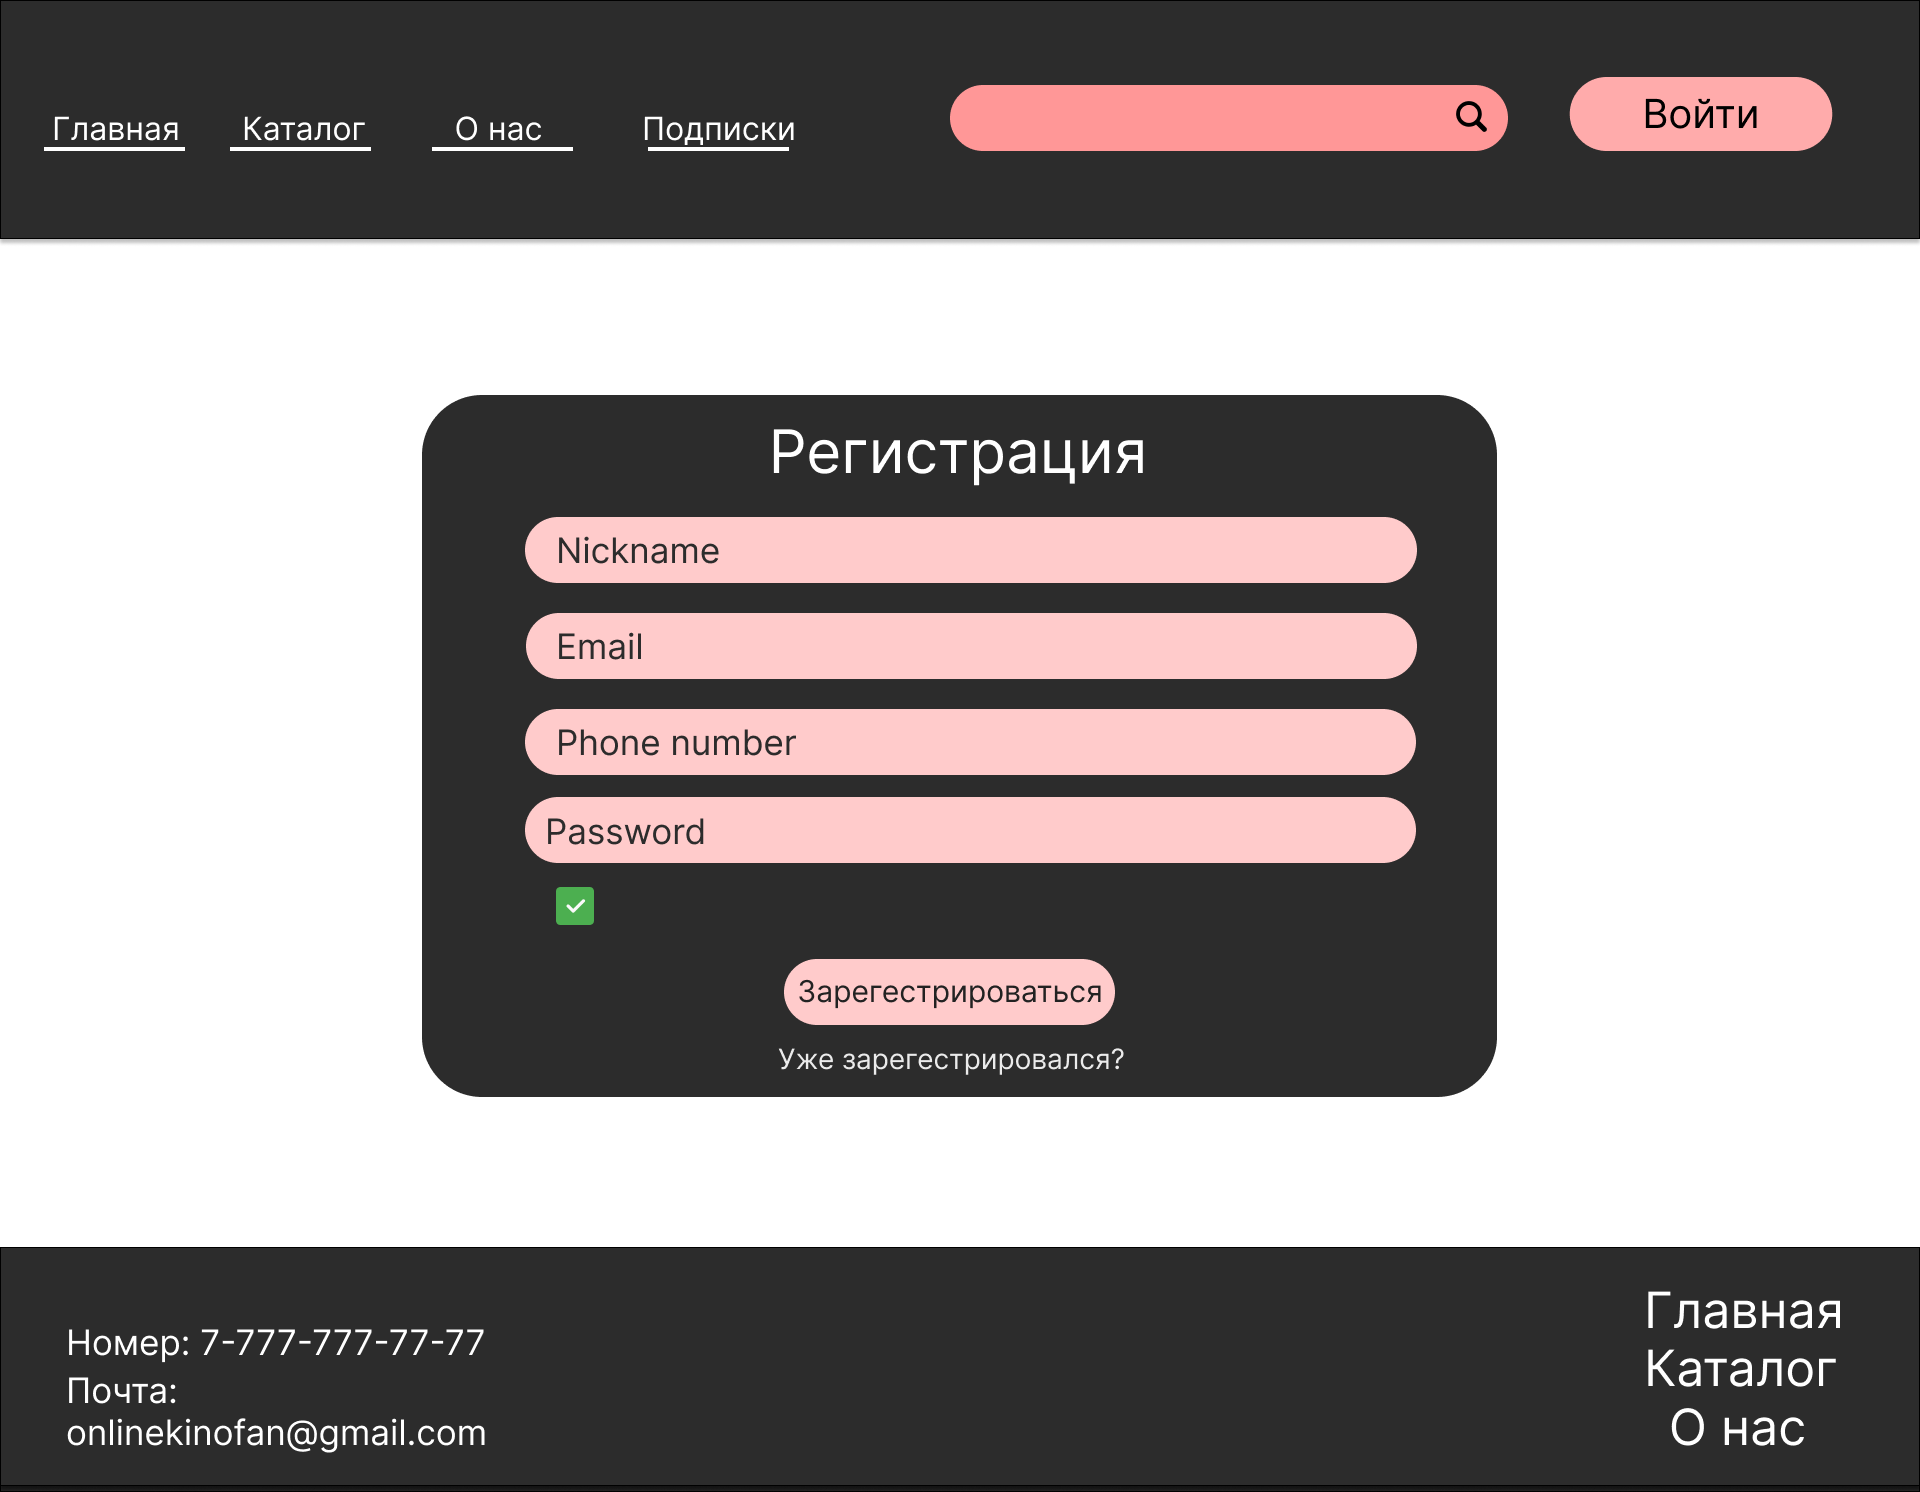 Главная
Каталог
О нас
Подписки
Войти
Регистрация
Nickname
Email
Phone number
Password
Зарегестрироваться
Уже зарегестрировался?
Номер: 7-777-777-77-77
Почта:
onlinekinofan@gmail.com
Главная
Каталог
О нас